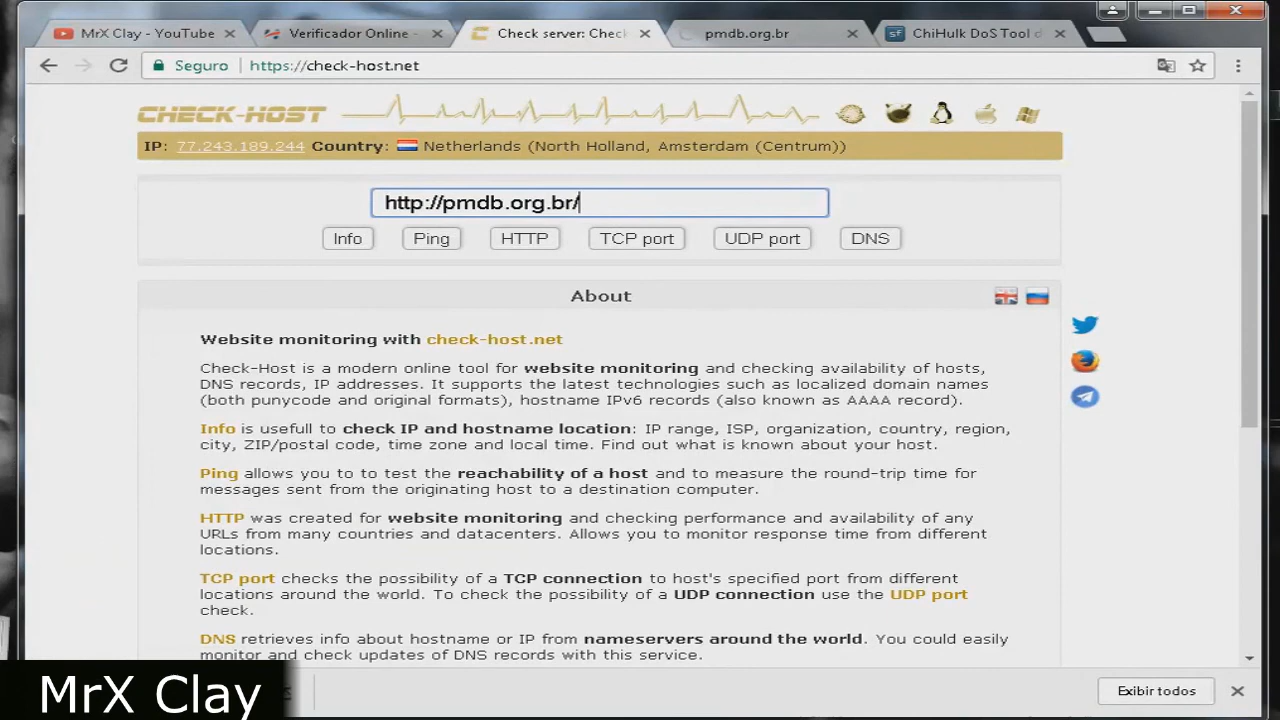 MrX Clay - YouTube
Verificador Online -
Check server: Check
pmdb.org.br
ChiHulk DoS Tool d
Seguro https://check-host.net
CHECK-HOST
IP: 77.243.189.244 Country: Netherlands (North Holland, Amsterdam (Centrum))
http://pmdb.org.br/
Info Ping HTTP TCP port UDP port DNS
About
Website monitoring with check-host.net
Check-Host is a modern online tool for website monitoring and checking availability of hosts,
DNS records, IP addresses. It supports the latest technologies such as localized domain names
(both punycode and original formats), hostname IPv6 records (also known as AAAA record).
Info is usefull to check IP and hostname location: IP range, ISP, organization, country, region,
city, ZIP/postal code, time zone and local time. Find out what is known about your host.
Ping allows you to to test the reachability of a host and to measure the round-trip time for
messages sent from the originating host to a destination computer.
HTTP was created for website monitoring and checking performance and availability of any
URLs from many countries and datacenters. Allows you to monitor response time from different
locations.
TCP port checks the possibility of a TCP connection to host's specified port from different
locations around the world. To check the possibility of a UDP connection use the UDP port
check.
DNS retrieves info about hostname or IP from nameservers around the world. You could easily
monitor and check updates of DNS records with this service.
MrX Clay
Exibir todos